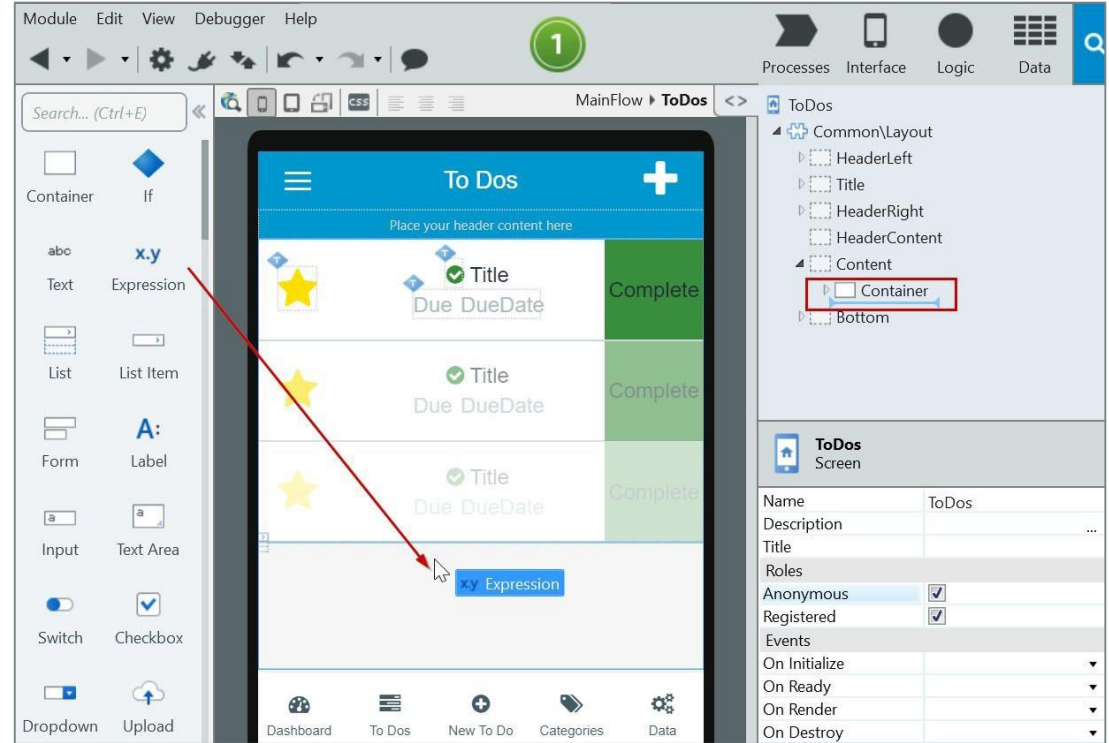 Module Edit View Debugger Help
1
Processes Interface Logic Data
Search... (Ctrl+E)
css
MainFlow ToDos <>
ToDos
Common\Layout
HeaderLeft
Title
HeaderRight
HeaderContent
Content
Container
Bottom
Container If
abc x.y
Text Expression
List List Item
A:
Form Label
a a
Input Text Area
Switch Checkbox
Dropdown Upload
To Dos
Place your header content here
T T T
Title
Due DueDate
Complete
Title
Due DueDate
Complete
Title
Due DueDate
Complete
x.y Expression
Dashboard To Dos New To Do Categories Data
ToDos
Screen
Name ToDos
Description ...
Title
Roles
Anonymous
Registered
Events
On Initialize
On Ready
On Render
On Destroy